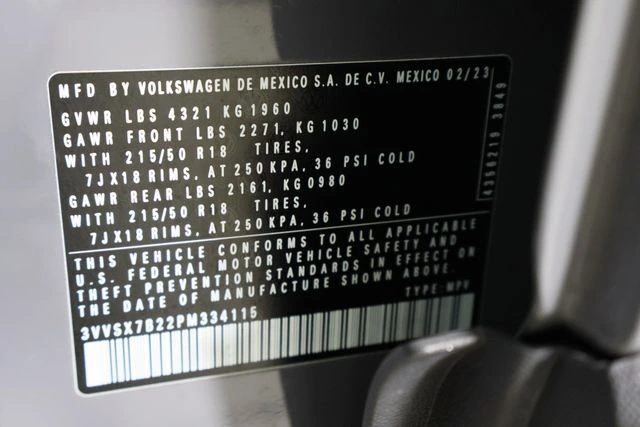 MFD BY VOLKSWAGEN DE MEXICO S.A. DE C.V. MEXICO 02/23
GVWR LBS 4321 KG 1960
GAWR FRONT LBS 2271, KG 1030
WITH 215/50 R18 TIRES,
7JX18 RIMS, AT 250 KPA, 36 PSI COLD
GAWR REAR LBS 2161, KG 0980
WITH 215/50 R18 TIRES,
7JX18 RIMS, AT 250 KPA, 36 PSI COLD
THIS VEHICLE CONFORMS TO ALL APPLICABLE
U.S. FEDERAL MOTOR VEHICLE SAFETY AND
THEFT PREVENTION STANDARDS IN EFFECT ON
THE DATE OF MANUFACTURE SHOWN ABOVE.
TYPE: MPV
3VVSX7B22PM334115
4356219 3849